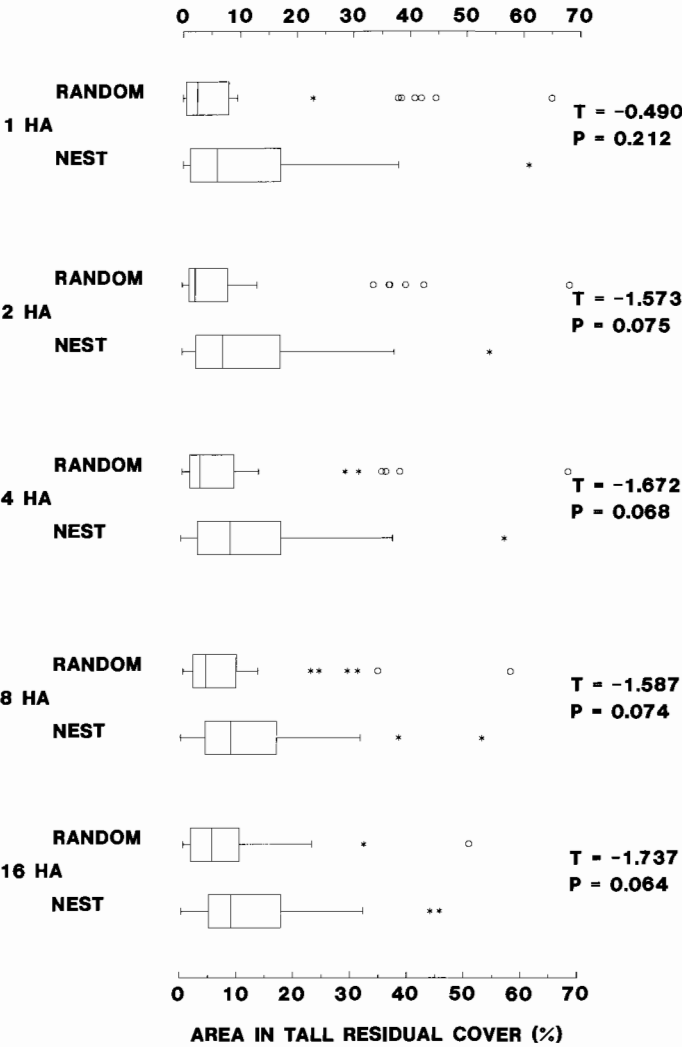 0 10 20 30 40 50 60 70
RANDOM
1 HA
NEST
T = -0.490
P = 0.212
RANDOM
2 HA
NEST
T = -1.573
P = 0.075
RANDOM
4 HA
NEST
T = -1.672
P = 0.068
RANDOM
8 HA
NEST
T = -1.587
P = 0.074
RANDOM
16 HA
NEST
T = -1.737
P = 0.064
0 10 20 30 40 50 60 70
AREA IN TALL RESIDUAL COVER (%)